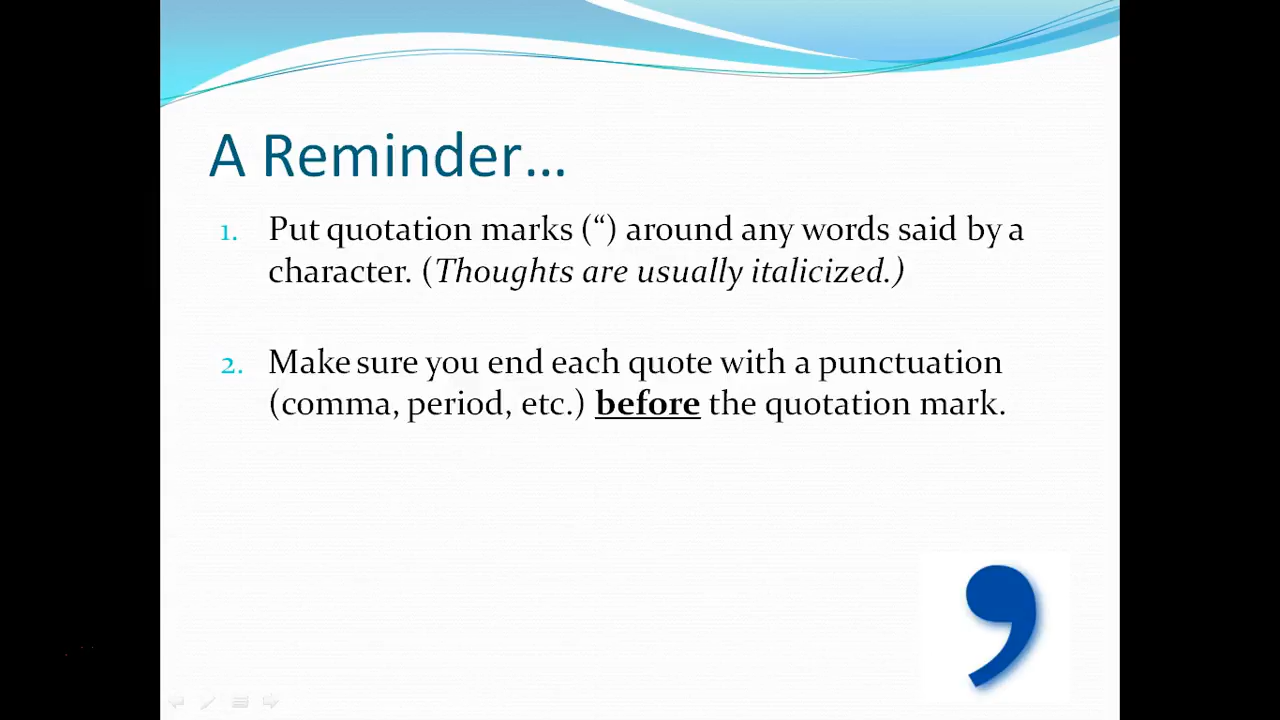 A Reminder...
1. Put quotation marks (“) around any words said by a
character. (Thoughts are usually italicized.)
2. Make sure you end each quote with a punctuation
(comma, period, etc.) before the quotation mark.
,